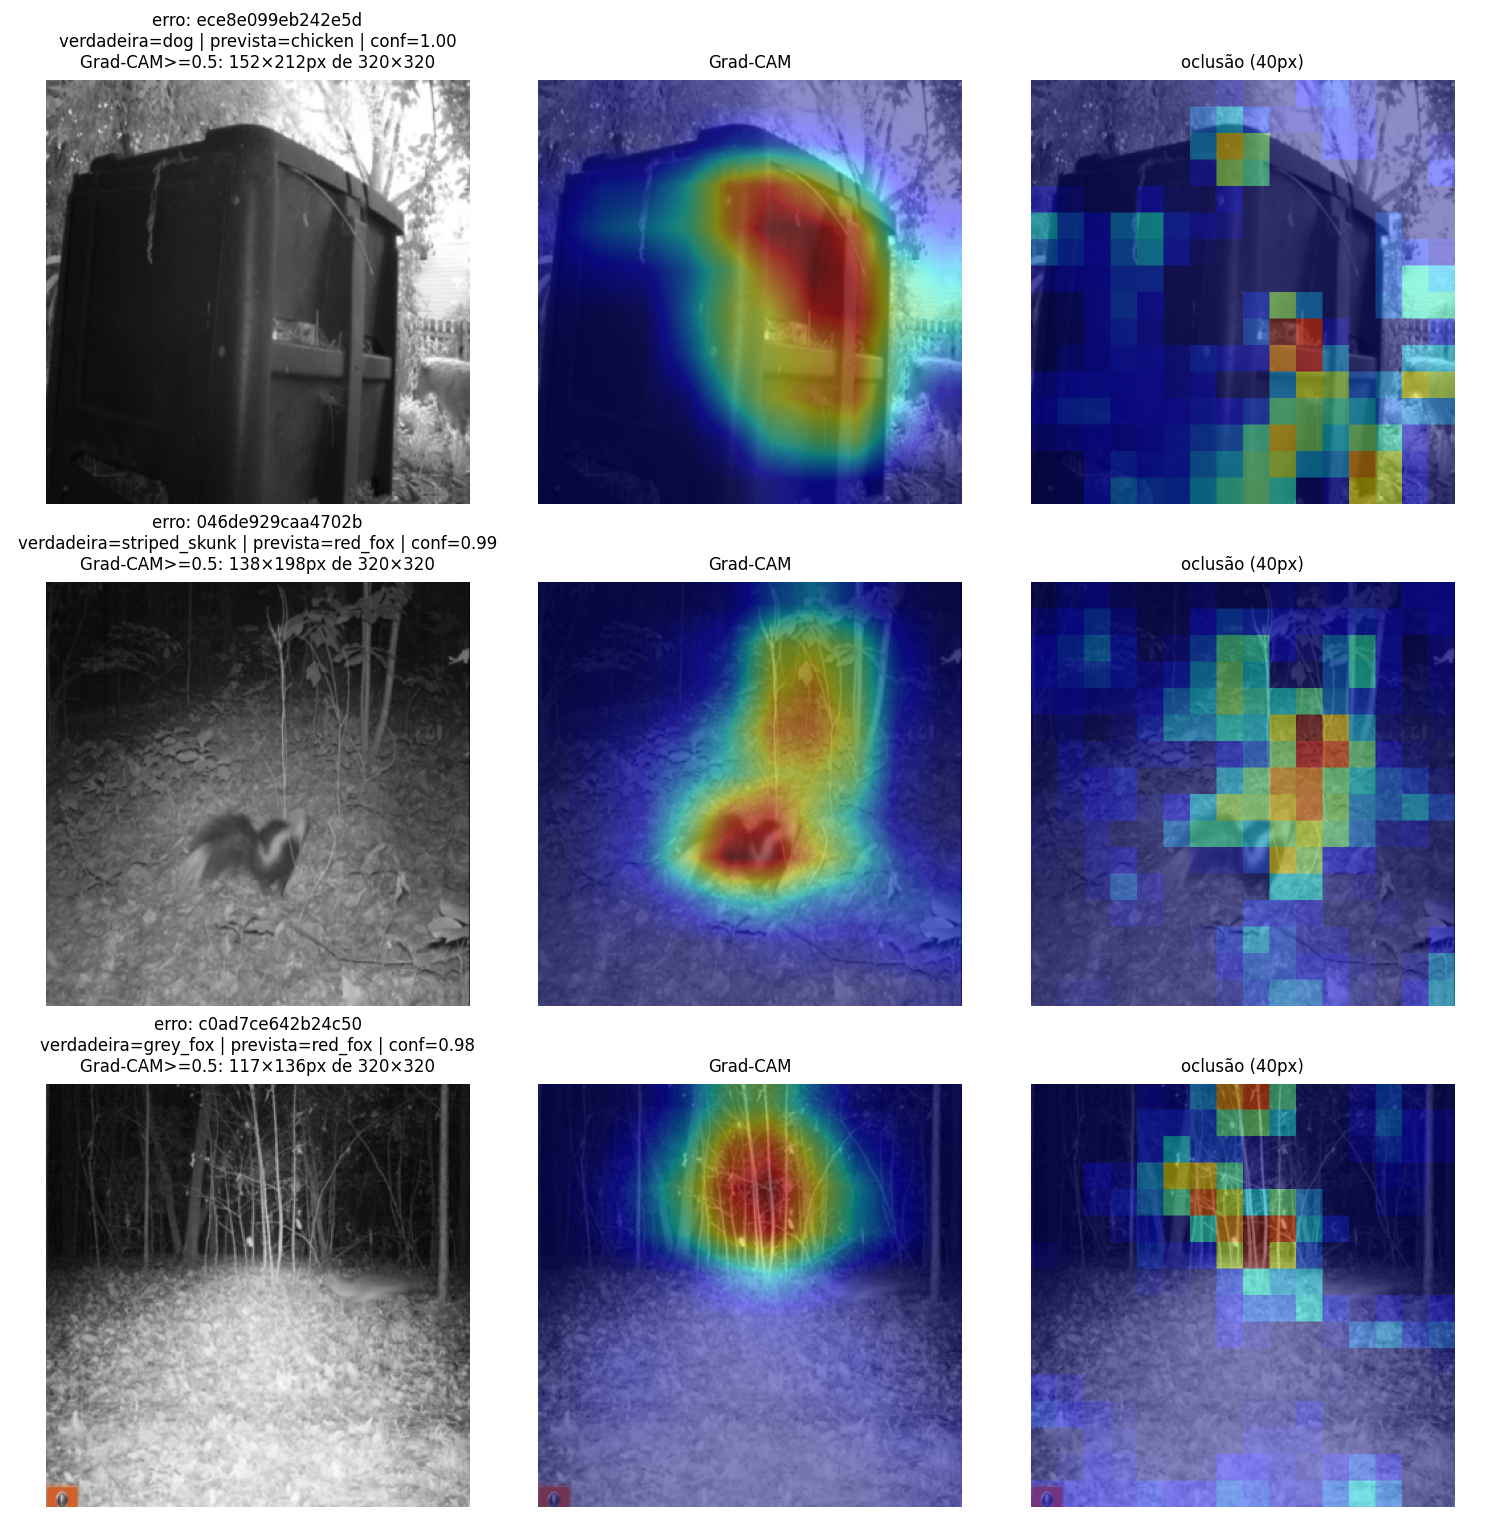 erro: ece8e099eb242e5d
verdadeira=dog | prevista=chicken | conf=1.00
Grad-CAM>=0.5: 152×212px de 320×320
Grad-CAM
oclusão (40px)
erro: 046de929caa4702b
verdadeira=striped_skunk | prevista=red_fox | conf=0.99
Grad-CAM>=0.5: 138×198px de 320×320
Grad-CAM
oclusão (40px)
erro: c0ad7ce642b24c50
verdadeira=grey_fox | prevista=red_fox | conf=0.98
Grad-CAM>=0.5: 117×136px de 320×320
Grad-CAM
oclusão (40px)